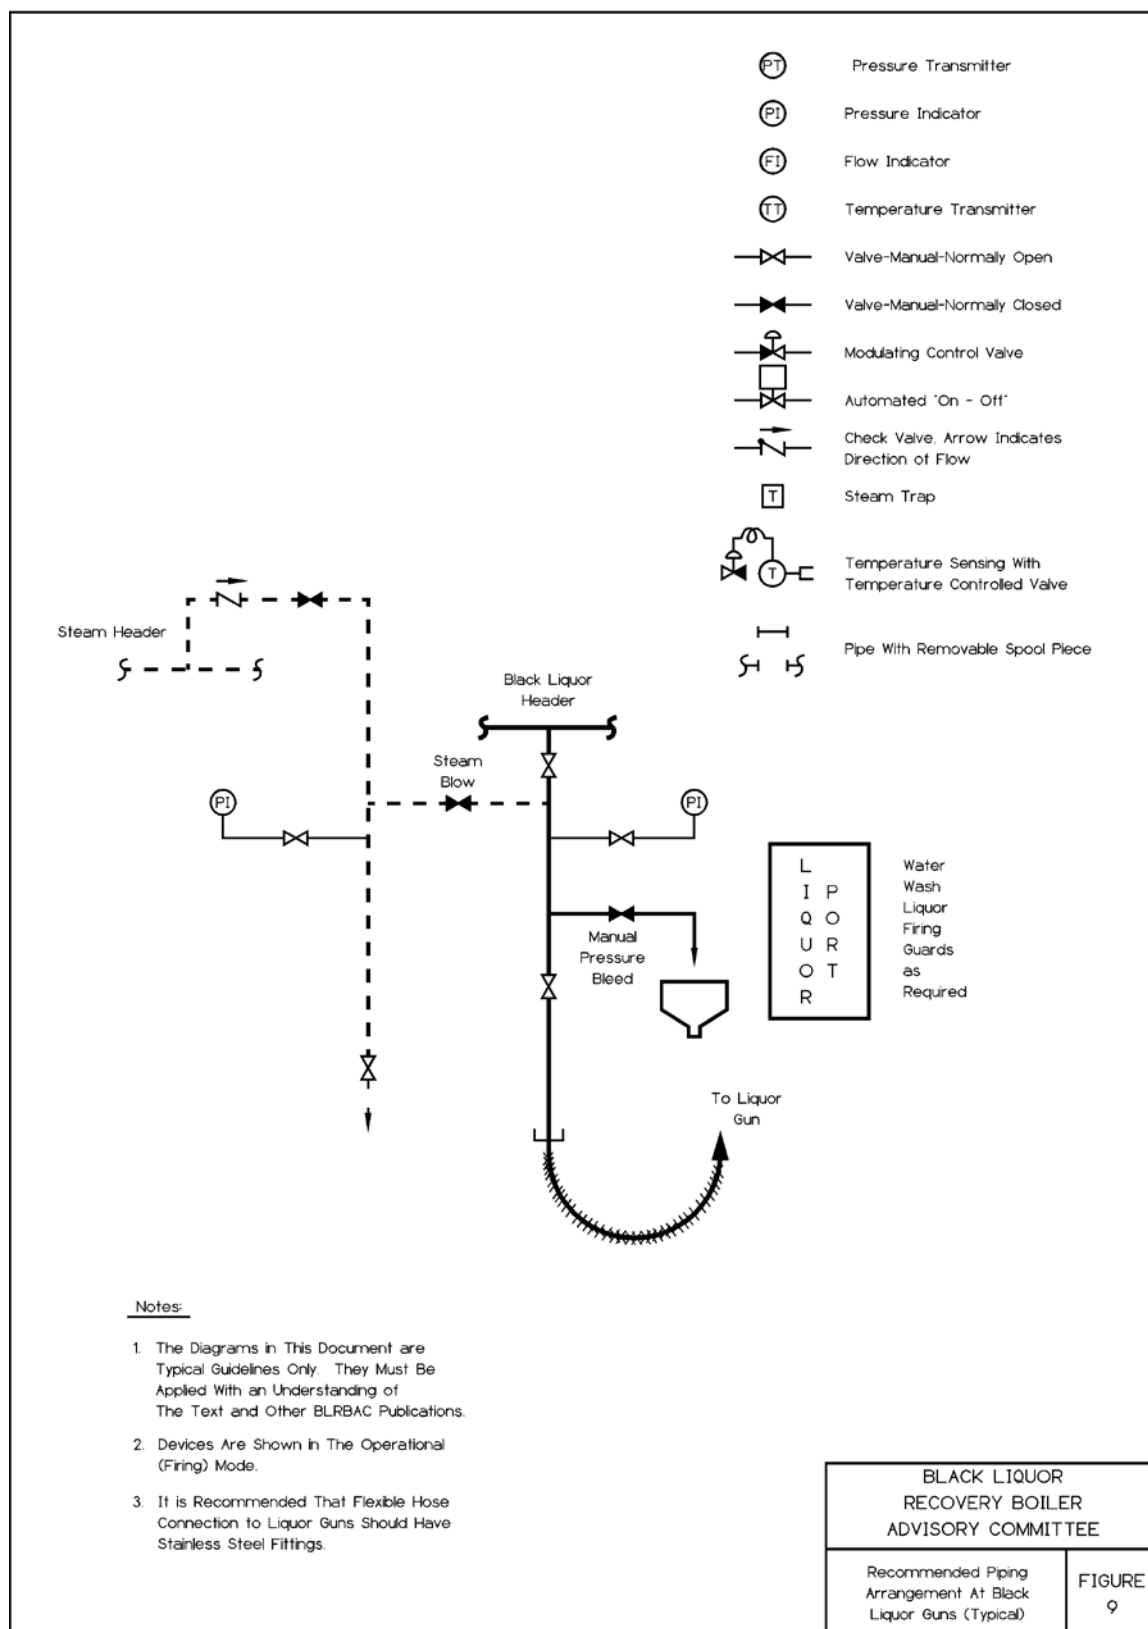 PT Pressure Transmitter
PI Pressure Indicator
FI Flow Indicator
TT Temperature Transmitter
Valve-Manual-Normally Open
Valve-Manual-Normally Closed
Modulating Control Valve
Automated "On - Off"
Check Valve. Arrow Indicates
Direction of Flow
T Steam Trap
T Temperature Sensing With
Temperature Controlled Valve
Pipe With Removable Spool Piece
Steam Header
Black Liquor
Header
Steam
Blow
PI
PI
Manual
Pressure
Bleed
LIQUOR
PORT
Water
Wash
Liquor
Firing
Guards
as
Required
To Liquor
Gun
Notes:
1. The Diagrams in This Document are
Typical Guidelines Only. They Must Be
Applied With an Understanding of
The Text and Other BLRBAC Publications.
2. Devices Are Shown in The Operational
(Firing) Mode.
3. It is Recommended That Flexible Hose
Connection to Liquor Guns Should Have
Stainless Steel Fittings.
BLACK LIQUOR
RECOVERY BOILER
ADVISORY COMMITTEE
Recommended Piping
Arrangement At Black
Liquor Guns (Typical)
FIGURE
9